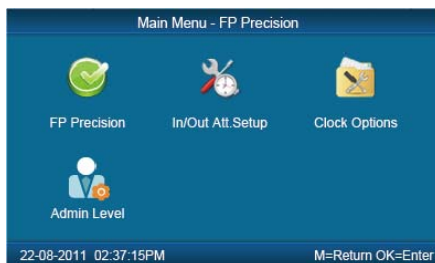 Main Menu - FP Precision
FP Precision In/Out Att.Setup Clock Options
Admin Level
22-08-2011 02:37:15PM M=Return OK=Enter